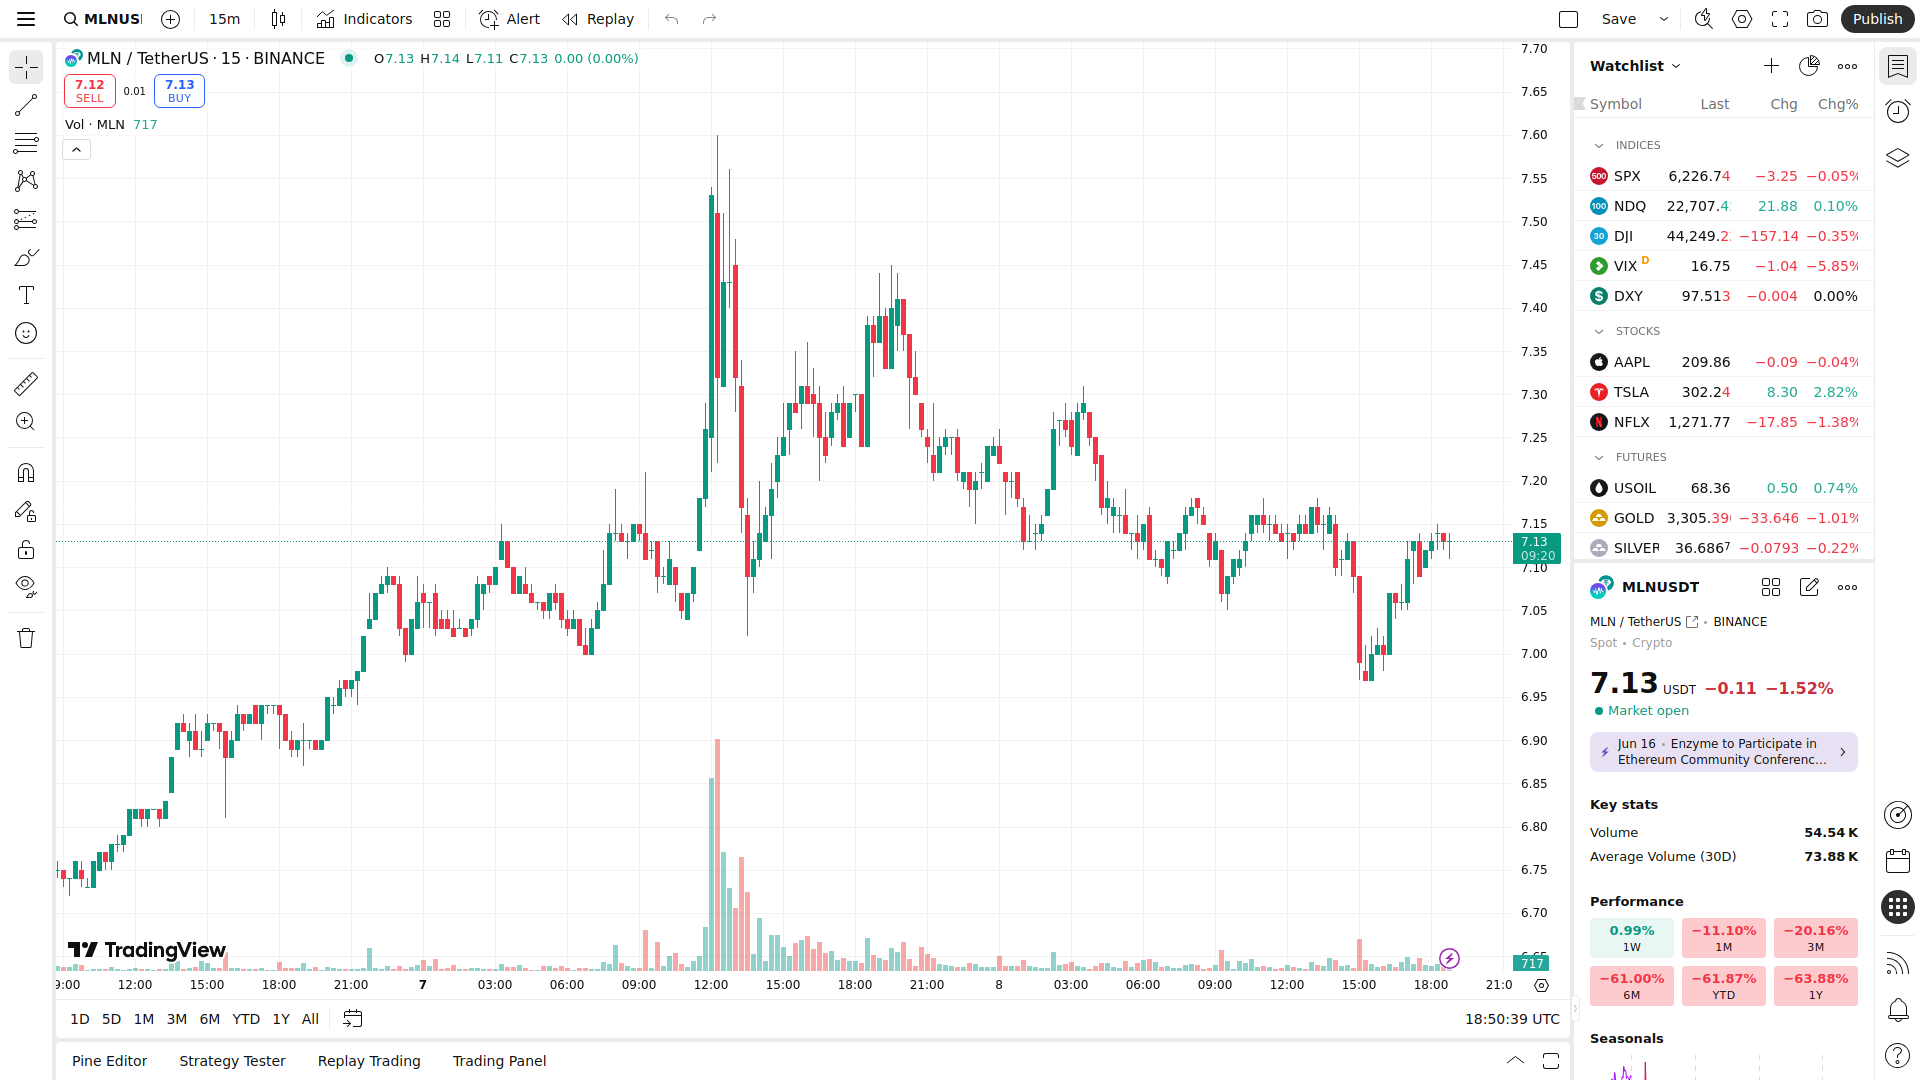 MLNUS
15m
Indicators
Alert
Replay
Save
Publish
MLN / TetherUS · 15 · BINANCE
O7.13 H7.14 L7.11 C7.13 0.00 (0.00%)
7.12
SELL
0.01
7.13
BUY
Vol · MLN 717
7.70
7.65
7.60
7.55
7.50
7.45
7.40
7.35
7.30
7.25
7.20
7.15
7.13
09:20
7.10
7.05
7.00
6.95
6.90
6.85
6.80
6.75
6.70
717
TradingView
9:00 12:00 15:00 18:00 21:00 7 03:00 06:00 09:00 12:00 15:00 18:00 21:00 8 03:00 06:00 09:00 12:00 15:00 18:00 21:0
1D 5D 1M 3M 6M YTD 1Y All
18:50:39 UTC
Pine Editor
Strategy Tester
Replay Trading
Trading Panel
Watchlist
Symbol Last Chg Chg%
INDICES
500 SPX 6,226.74 −3.25 −0.05%
100 NDQ 22,707.4 21.88 0.10%
30 DJI 44,249.2 −157.14 −0.35%
VIX D 16.75 −1.04 −5.85%
DXY 97.513 −0.004 0.00%
STOCKS
AAPL 209.86 −0.09 −0.04%
TSLA 302.24 8.30 2.82%
NFLX 1,271.77 −17.85 −1.38%
FUTURES
USOIL 68.36 0.50 0.74%
GOLD 3,305.39 −33.646 −1.01%
SILVER 36.6867 −0.0793 −0.22%
MLNUSDT
MLN / TetherUS • BINANCE
Spot • Crypto
7.13 USDT −0.11 −1.52%
Market open
Jun 16 • Enzyme to Participate in
Ethereum Community Conferenc...
Key stats
Volume 54.54 K
Average Volume (30D) 73.88 K
Performance
0.99% −11.10% −20.16%
1W 1M 3M
−61.00% −61.87% −63.88%
6M YTD 1Y
Seasonals